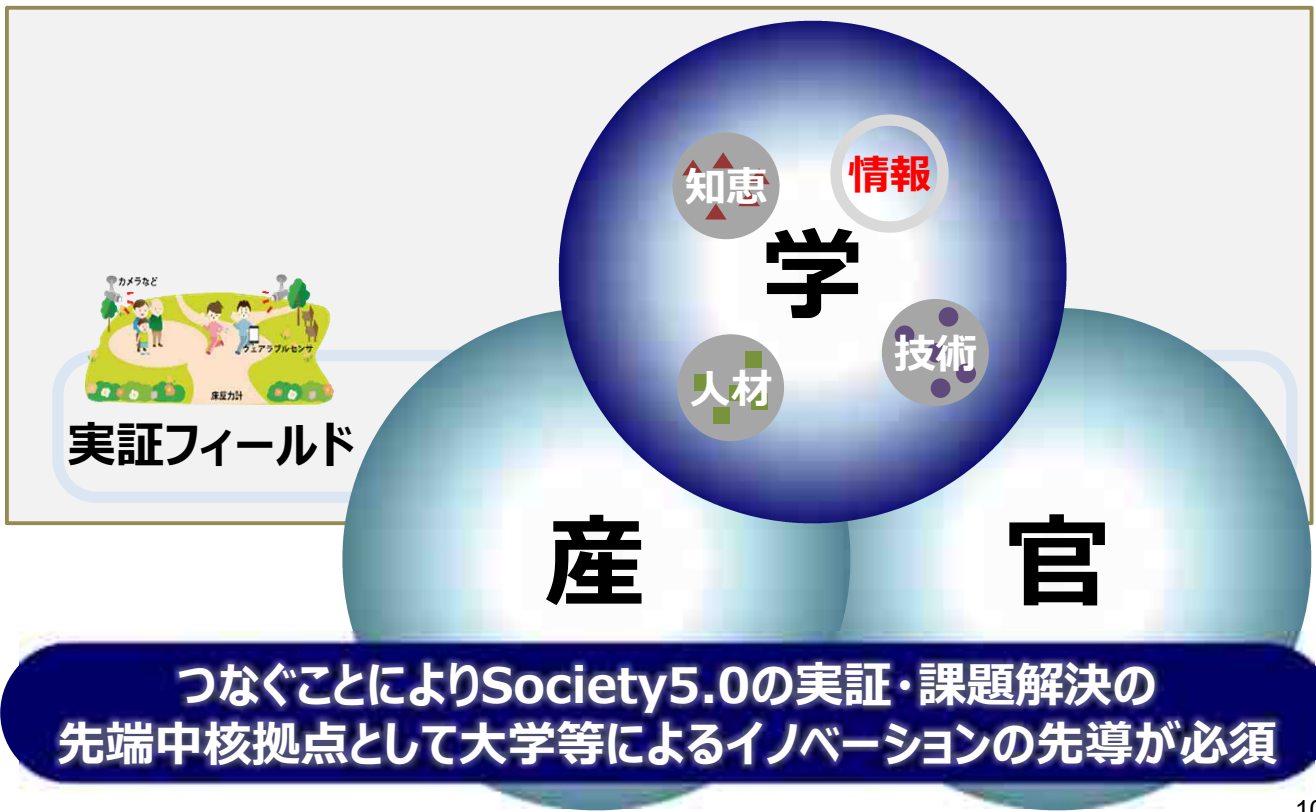 知恵
情報
学
技術
人材
カメラなど
ウェアラブルセンサ
床反力計
実証フィールド
産
官
つなぐことによりSociety5.0の実証・課題解決の
先端中核拠点として大学等によるイノベーションの先導が必須